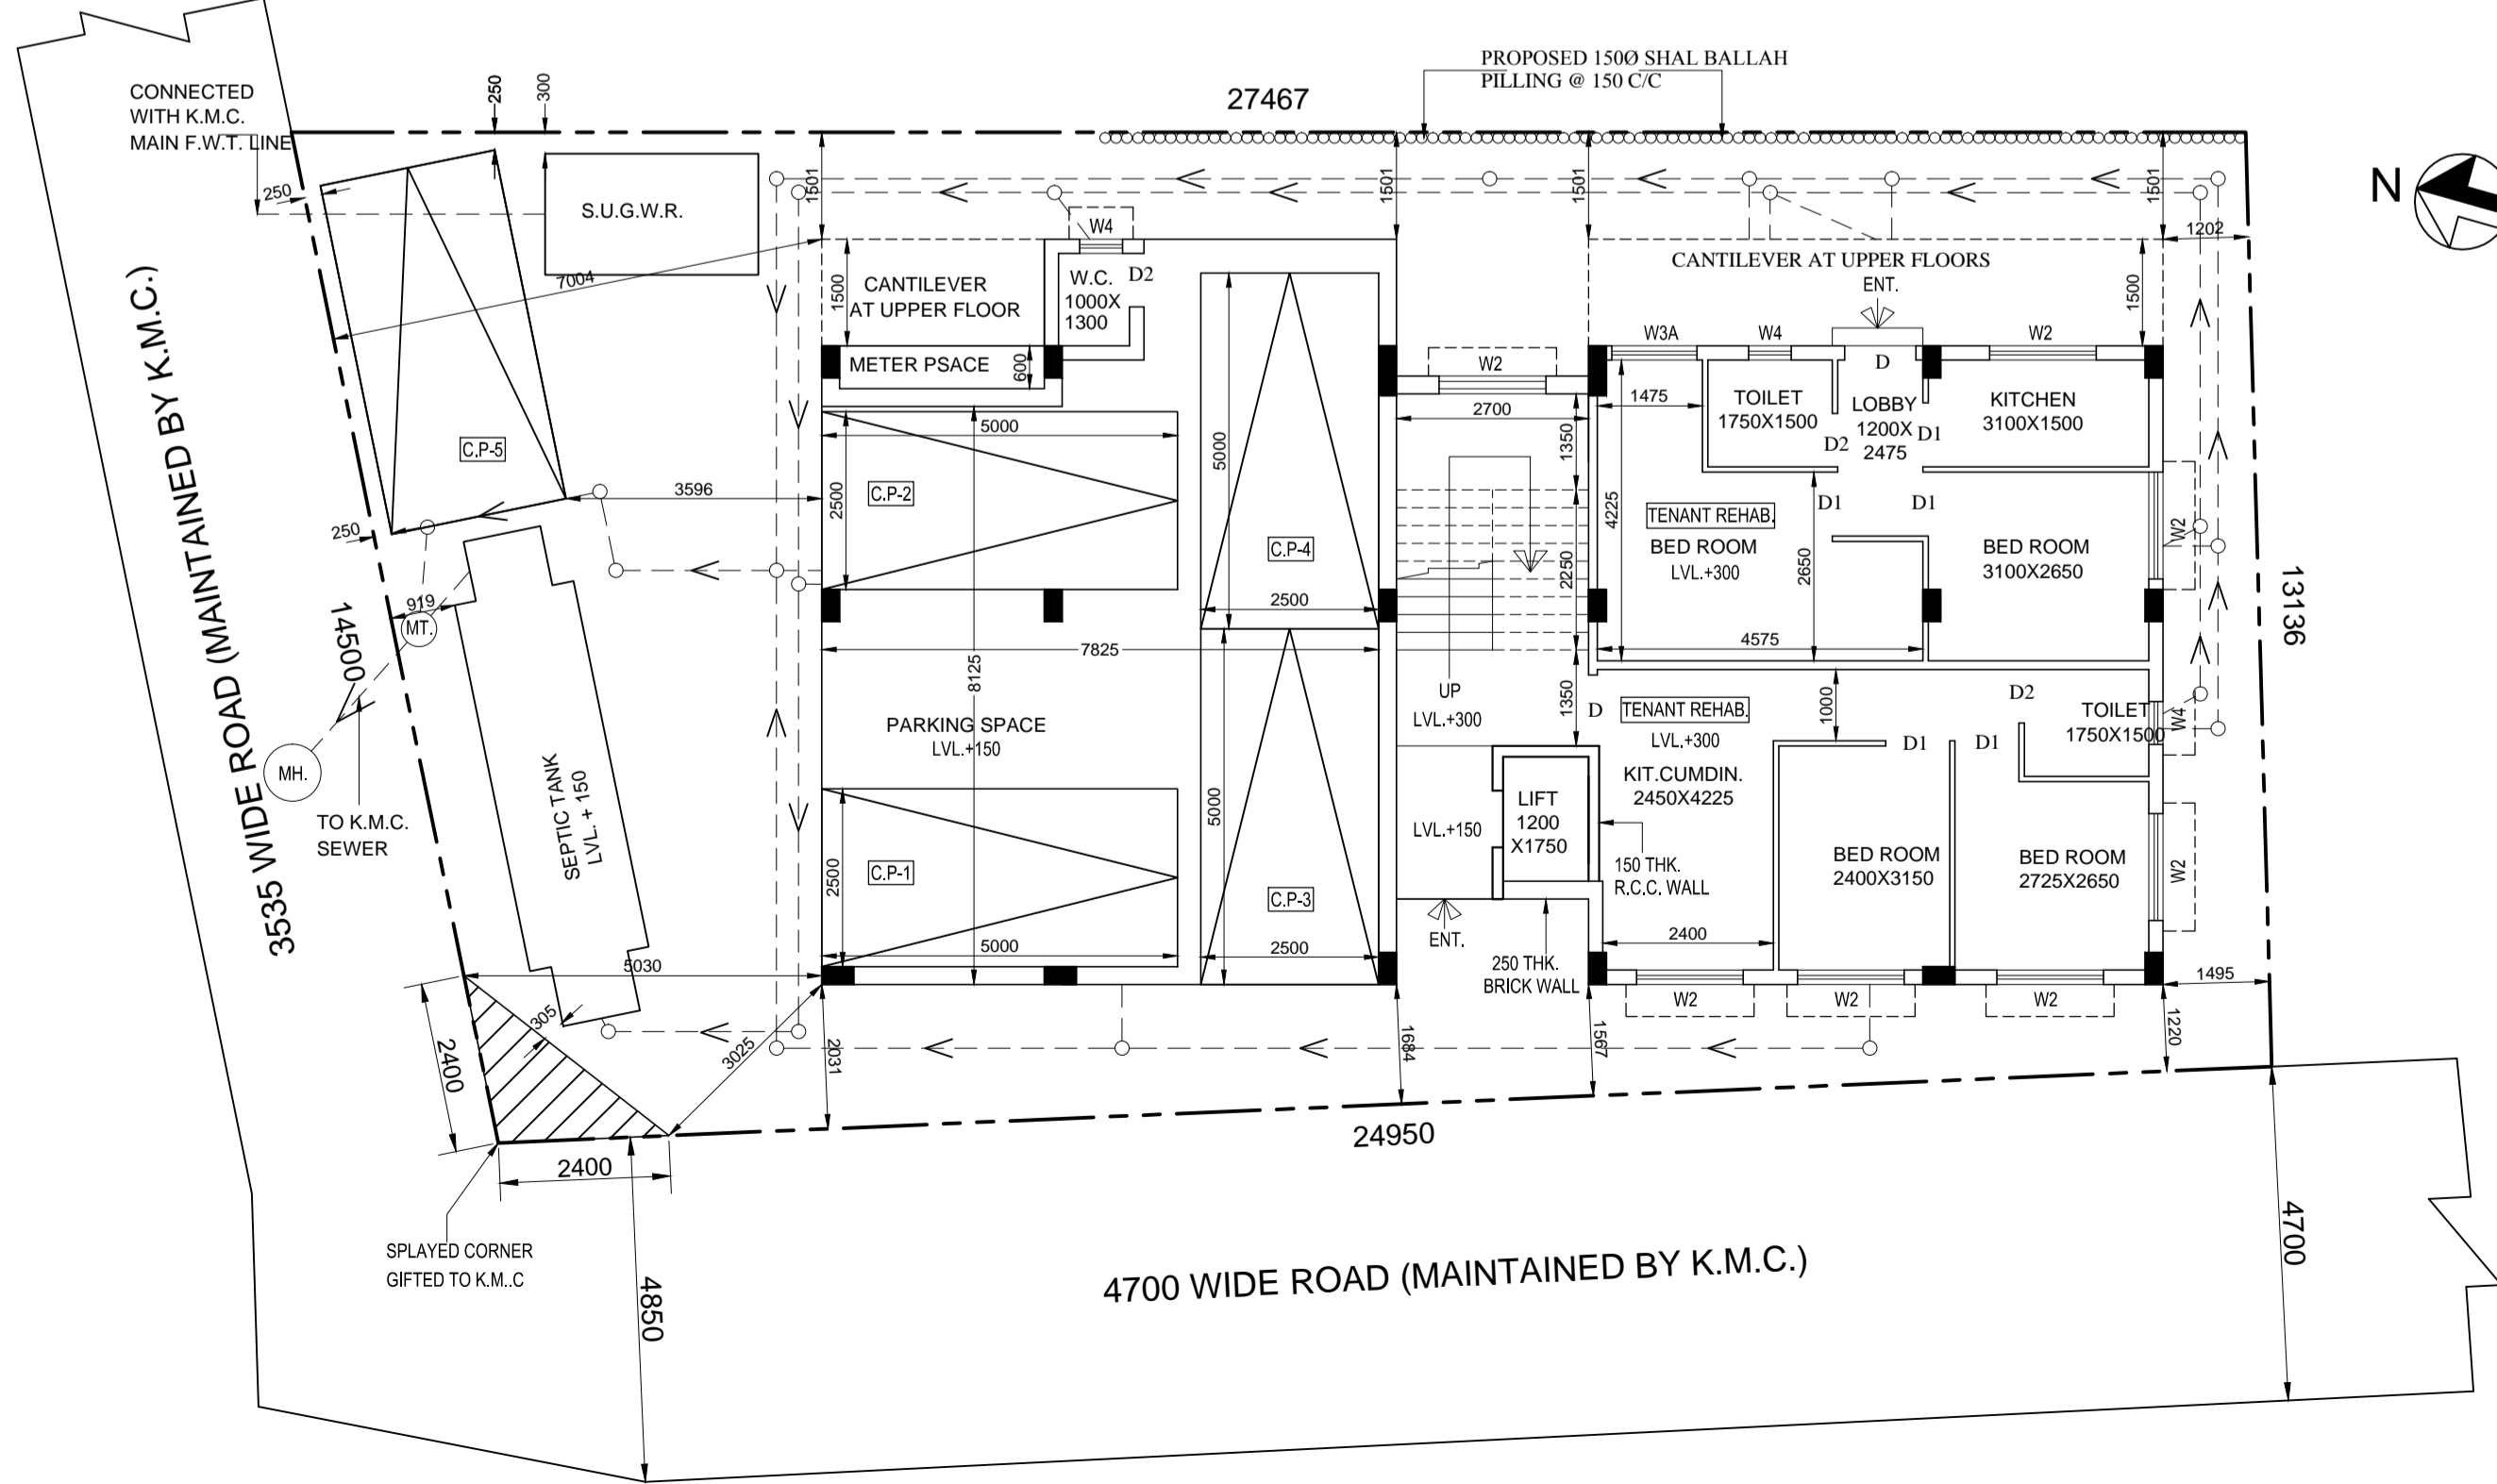 PROPOSED 150Ø SHAL BALLAH
PILLING @ 150 C/C
27467
CONNECTED
WITH K.M.C.
MAIN F.W.T. LINE
250
300
250
S.U.G.W.R.
7004
1501
1501
1501
1501
1202
N
W4
CANTILEVER
AT UPPER FLOOR
1500
W.C.
1000X
1300
D2
CANTILEVER AT UPPER FLOORS
ENT.
1500
METER PSACE
600
W2
W3A
W4
D
W2
2700
1475
TOILET
1750X1500
LOBBY
1200X
2475
D2
D1
KITCHEN
3100X1500
C.P-5
3596
5000
2500
C.P-2
5000
C.P-4
2500
1350
2250
1350
4225
TENANT REHAB.
BED ROOM
LVL.+300
2650
D1
D1
BED ROOM
3100X2650
W2
4575
250
919
MT.
14500
13136
3535 WIDE ROAD (MAINTAINED BY K.M.C.)
MH.
TO K.M.C.
SEWER
SEPTIC TANK
LVL. + 150
7825
8125
PARKING SPACE
LVL.+150
UP
LVL.+300
D
TENANT REHAB.
LVL.+300
KIT.CUMDIN.
2450X4225
1000
D1
D1
D2
TOILET
1750X1500
W4
5000
LIFT
1200
X1750
LVL.+150
150 THK.
R.C.C. WALL
BED ROOM
2400X3150
BED ROOM
2725X2650
W2
2500
C.P-1
5000
C.P-3
2500
ENT.
250 THK.
BRICK WALL
2400
W2
W2
W2
1495
5030
305
2400
3025
2031
1684
1567
1220
2400
24950
SPLAYED CORNER
GIFTED TO K.M..C
4850
4700 WIDE ROAD (MAINTAINED BY K.M.C.)
4700